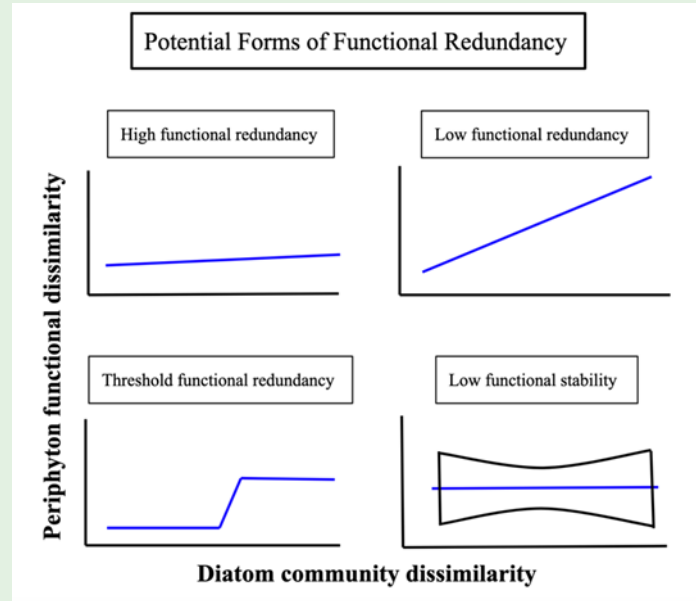 Potential Forms of Functional Redundancy
High functional redundancy
Low functional redundancy
Periphyton functional dissimilarity
Threshold functional redundancy
Low functional stability
Diatom community dissimilarity